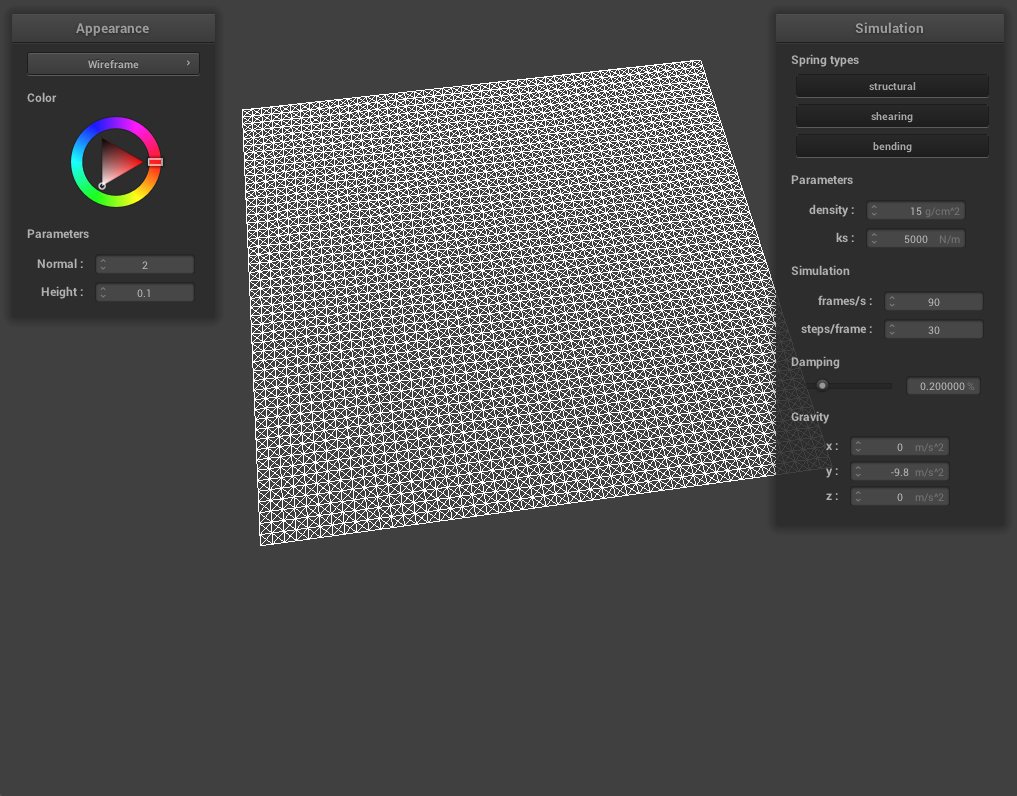 Appearance
Wireframe ›
Color
Parameters
Normal : 2
Height : 0.1
Simulation
Spring types
structural
shearing
bending
Parameters
density : 15 g/cm^2
ks : 5000 N/m
Simulation
frames/s : 90
steps/frame : 30
Damping
0.200000 %
Gravity
x : 0 m/s^2
y : -9.8 m/s^2
z : 0 m/s^2